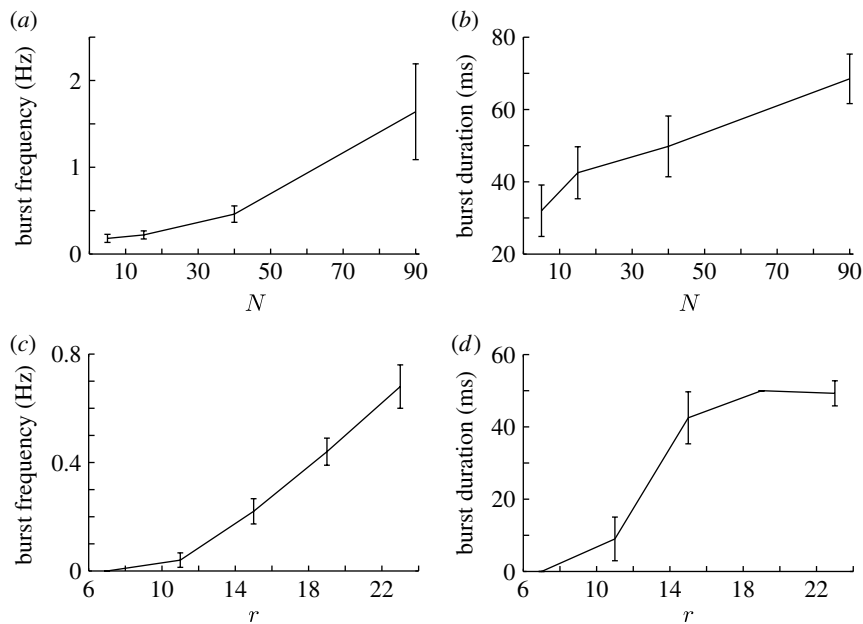 (a)
burst frequency (Hz)
2
1
0
10 30 50 70 90
N
(b)
burst duration (ms)
80
60
40
20
10 30 50 70 90
N
(c)
burst frequency (Hz)
0.8
0.4
0
6 10 14 18 22
r
(d)
burst duration (ms)
60
40
20
0
6 10 14 18 22
r